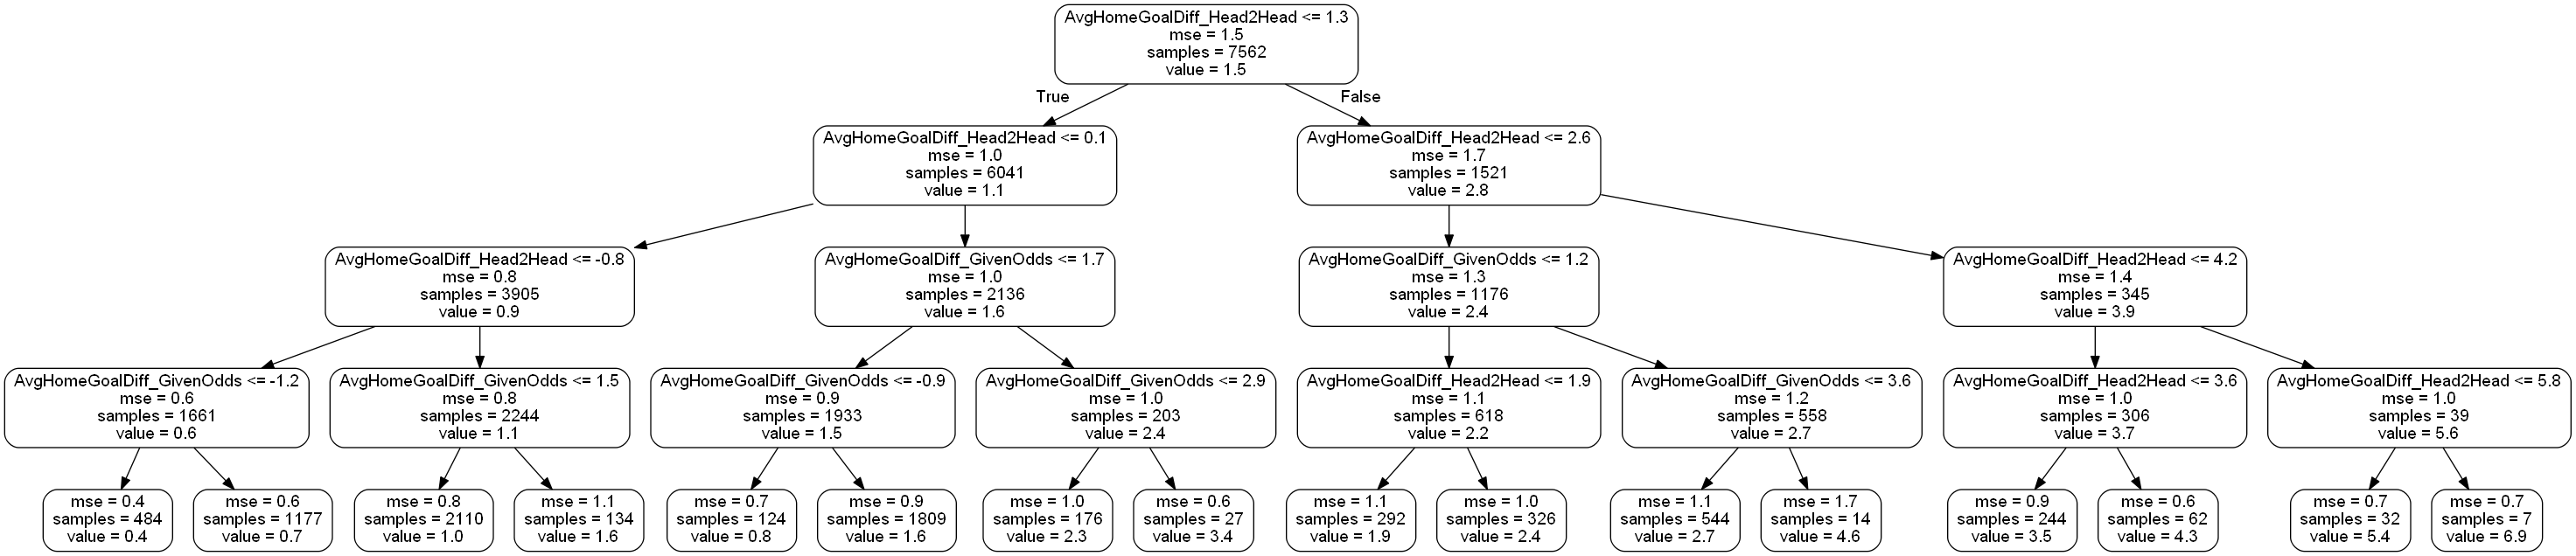 AvgHomeGoalDiff_Head2Head <= 1.3
mse = 1.5
samples = 7562
value = 1.5
True
False
AvgHomeGoalDiff_Head2Head <= 0.1
mse = 1.0
samples = 6041
value = 1.1
AvgHomeGoalDiff_Head2Head <= 2.6
mse = 1.7
samples = 1521
value = 2.8
AvgHomeGoalDiff_Head2Head <= -0.8
mse = 0.8
samples = 3905
value = 0.9
AvgHomeGoalDiff_GivenOdds <= 1.7
mse = 1.0
samples = 2136
value = 1.6
AvgHomeGoalDiff_GivenOdds <= 1.2
mse = 1.3
samples = 1176
value = 2.4
AvgHomeGoalDiff_Head2Head <= 4.2
mse = 1.4
samples = 345
value = 3.9
AvgHomeGoalDiff_GivenOdds <= -1.2
mse = 0.6
samples = 1661
value = 0.6
AvgHomeGoalDiff_GivenOdds <= 1.5
mse = 0.8
samples = 2244
value = 1.1
AvgHomeGoalDiff_GivenOdds <= -0.9
mse = 0.9
samples = 1933
value = 1.5
AvgHomeGoalDiff_GivenOdds <= 2.9
mse = 1.0
samples = 203
value = 2.4
AvgHomeGoalDiff_Head2Head <= 1.9
mse = 1.1
samples = 618
value = 2.2
AvgHomeGoalDiff_GivenOdds <= 3.6
mse = 1.2
samples = 558
value = 2.7
AvgHomeGoalDiff_Head2Head <= 3.6
mse = 1.0
samples = 306
value = 3.7
AvgHomeGoalDiff_Head2Head <= 5.8
mse = 1.0
samples = 39
value = 5.6
mse = 0.4
samples = 484
value = 0.4
mse = 0.6
samples = 1177
value = 0.7
mse = 0.8
samples = 2110
value = 1.0
mse = 1.1
samples = 134
value = 1.6
mse = 0.7
samples = 124
value = 0.8
mse = 0.9
samples = 1809
value = 1.6
mse = 1.0
samples = 176
value = 2.3
mse = 0.6
samples = 27
value = 3.4
mse = 1.1
samples = 292
value = 1.9
mse = 1.0
samples = 326
value = 2.4
mse = 1.1
samples = 544
value = 2.7
mse = 1.7
samples = 14
value = 4.6
mse = 0.9
samples = 244
value = 3.5
mse = 0.6
samples = 62
value = 4.3
mse = 0.7
samples = 32
value = 5.4
mse = 0.7
samples = 7
value = 6.9